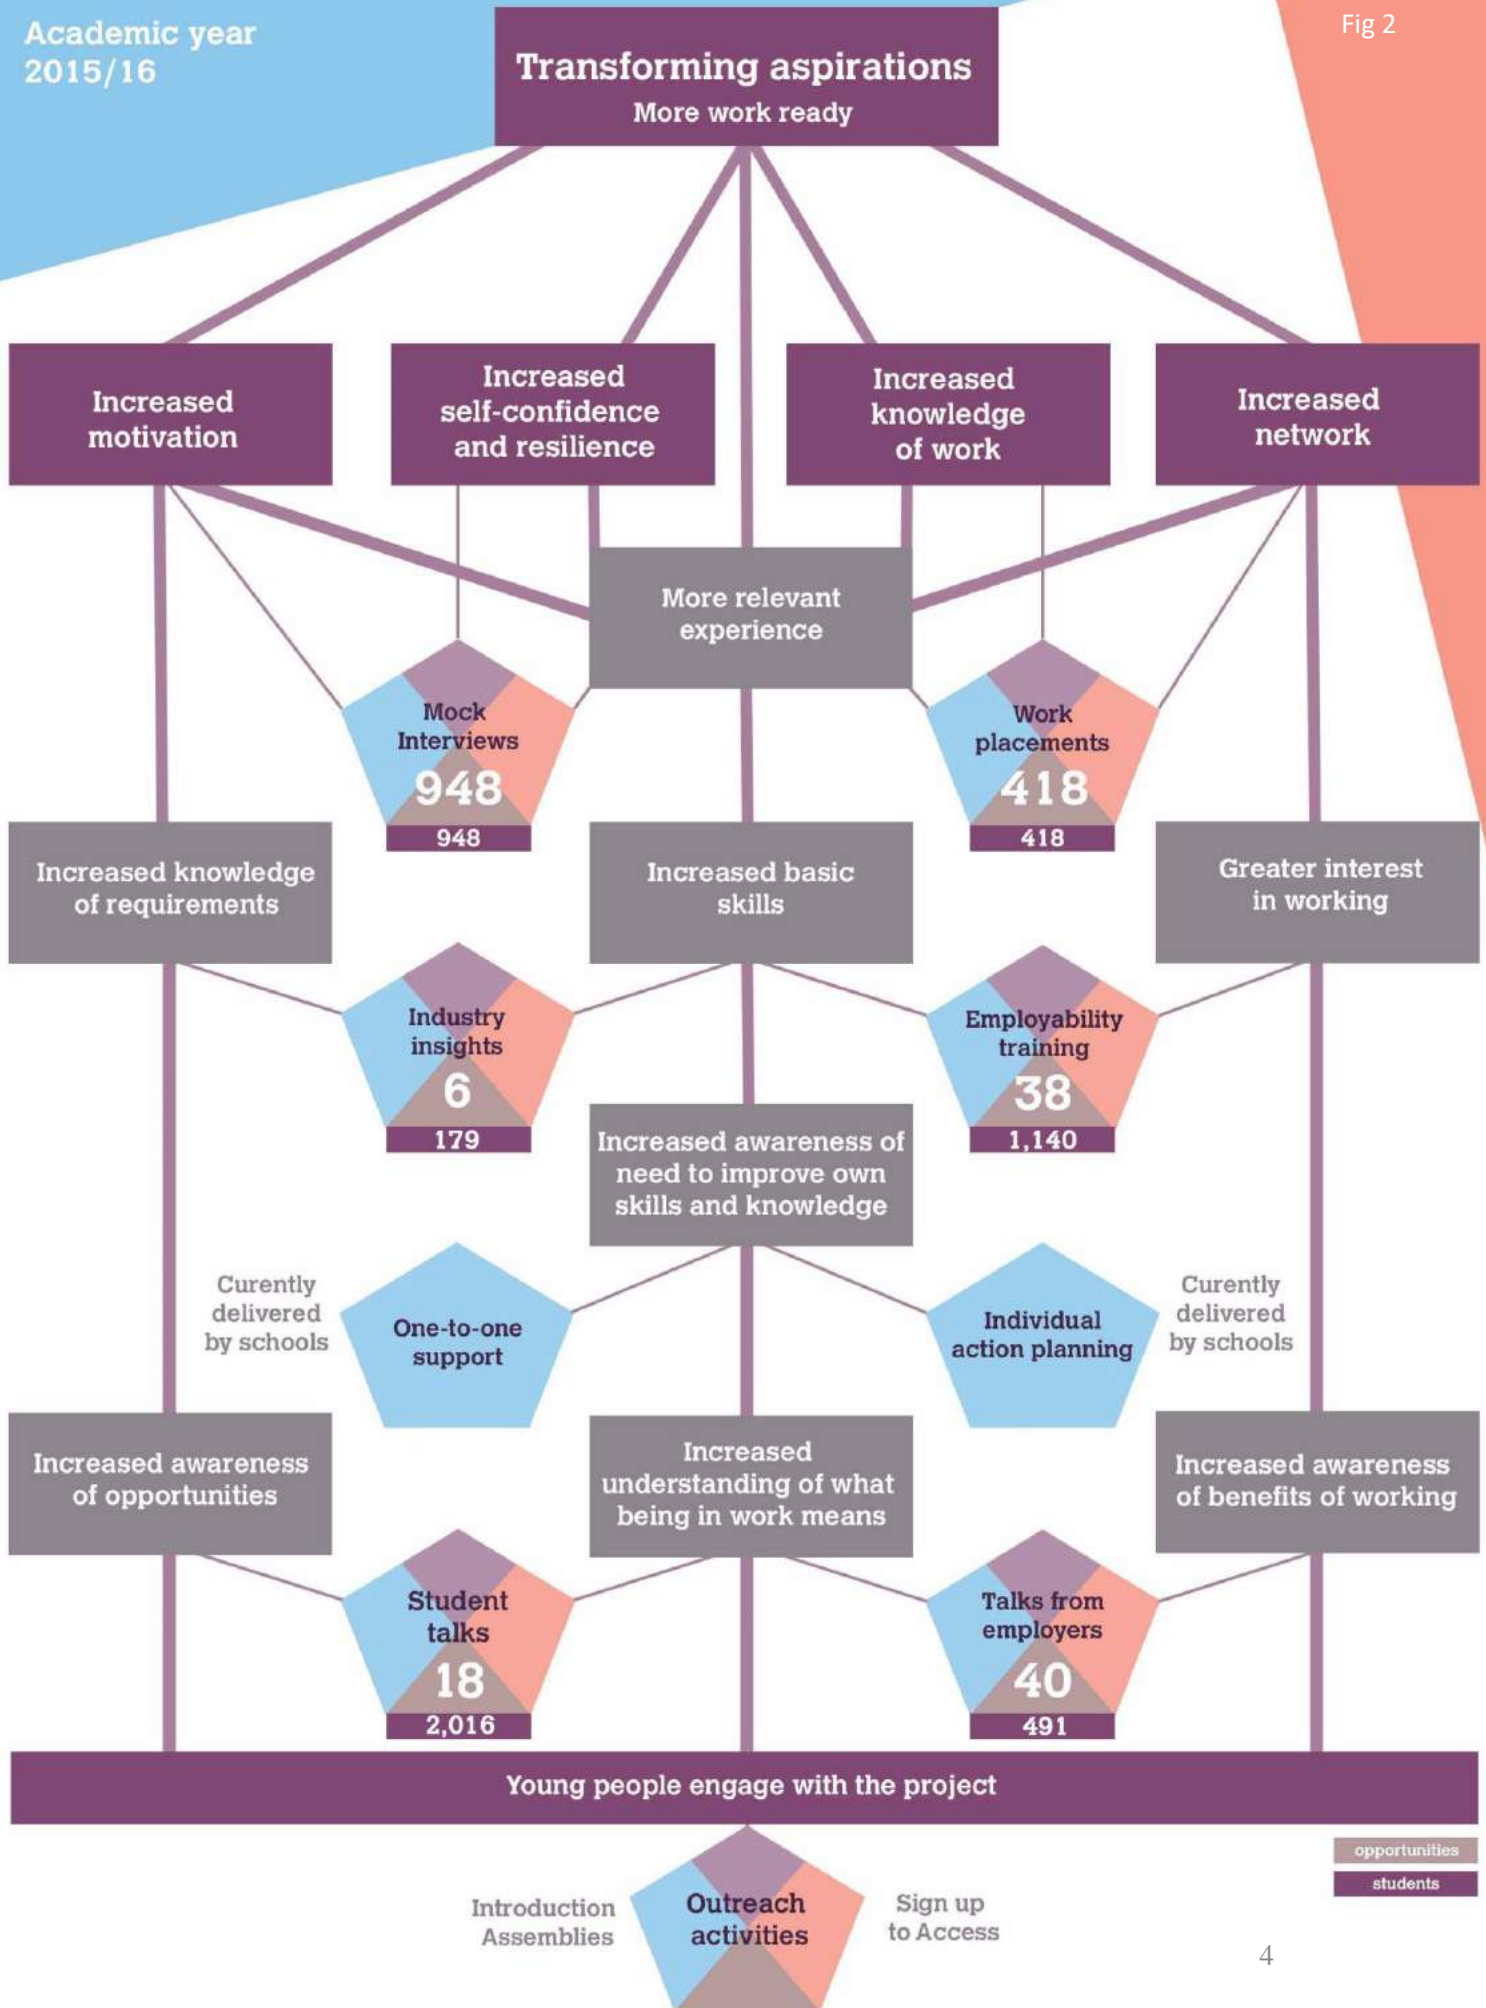 Academic year
2015/16
Fig 2
Transforming aspirations
More work ready
Increased
motivation
Increased
self-confidence
and resilience
Increased
knowledge
of work
Increased
network
More relevant
experience
Mock
Interviews
948
948
Work
placements
418
418
Increased knowledge
of requirements
Increased basic
skills
Greater interest
in working
Industry
insights
6
179
Employability
training
38
1,140
Increased awareness of
need to improve own
skills and knowledge
Curently
delivered
by schools
One-to-one
support
Individual
action planning
Curently
delivered
by schools
Increased awareness
of opportunities
Increased
understanding of what
being in work means
Increased awareness
of benefits of working
Student
talks
18
2,016
Talks from
employers
40
491
Young people engage with the project
opportunities
students
Introduction
Assemblies
Outreach
activities
Sign up
to Access
4